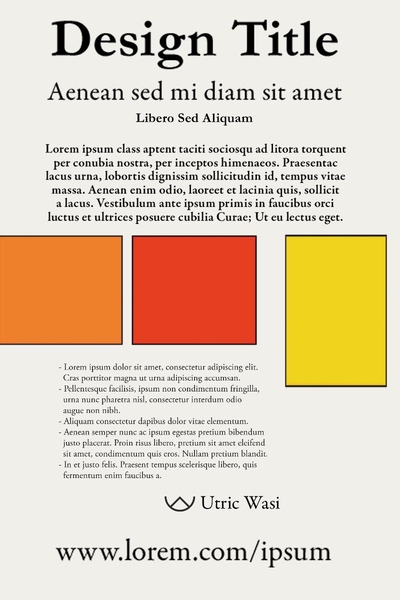 Design Title
Aenean sed mi diam sit amet
Libero Sed Aliquam
Lorem ipsum class aptent taciti sociosqu ad litora torquent
per conubia nostra, per inceptos himenaeos. Praesentac
lacus urna, lobortis dignissim sollicitudin id, tempus vitae
massa. Aenean enim odio, laoreet et lacinia quis, sollicit
a lacus. Vestibulum ante ipsum primis in faucibus orci
luctus et ultrices posuere cubilia Curae; Ut eu lectus eget.
- Lorem ipsum dolor sit amet, consectetur adipiscing elit.
Cras porttitor magna ut urna adipiscing accumsan.
- Pellentesque facilisis, ipsum non condimentum fringilla,
urna nunc pharetra nisl, consectetur interdum odio
augue non nibh.
- Aliquam consectetur dapibus dolor vitae elementum.
- Aenean semper nunc ac ipsum egestas pretium bibendum
justo placerat. Proin risus libero, pretium sit amet eleifend
sit amet, condimentum quis eros. Nullam pretium blandit.
- In et justo felis. Praesent tempus scelerisque libero, quis
fermentum enim faucibus a.
Utric Wasi
www.lorem.com/ipsum